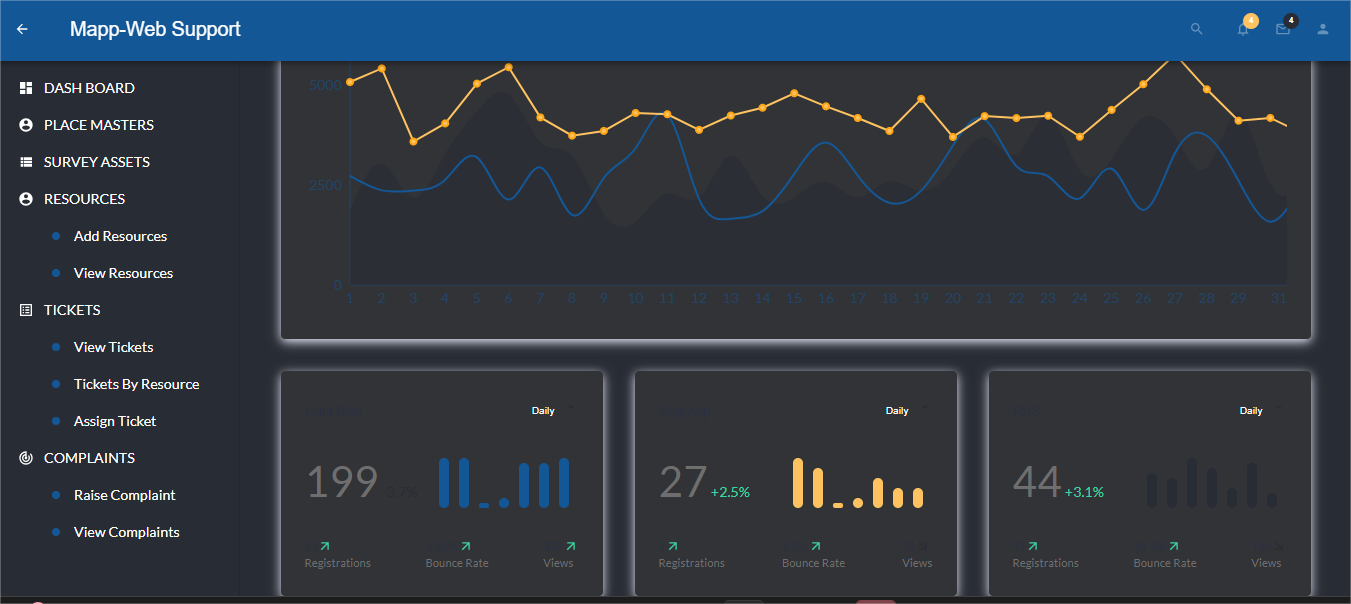 Mapp-Web Support
4
4
DASH BOARD
PLACE MASTERS
SURVEY ASSETS
RESOURCES
Add Resources
View Resources
TICKETS
View Tickets
Tickets By Resource
Assign Ticket
COMPLAINTS
Raise Complaint
View Complaints
5000
2500
0
1 2 3 4 5 6 7 8 9 10 11 12 13 14 15 16 17 18 19 20 21 22 23 24 25 26 27 28 29 31
Daily
199
3.7%
Registrations Bounce Rate Views
Daily
27 +2.5%
Registrations Bounce Rate Views
Daily
44 +3.1%
Registrations Bounce Rate Views